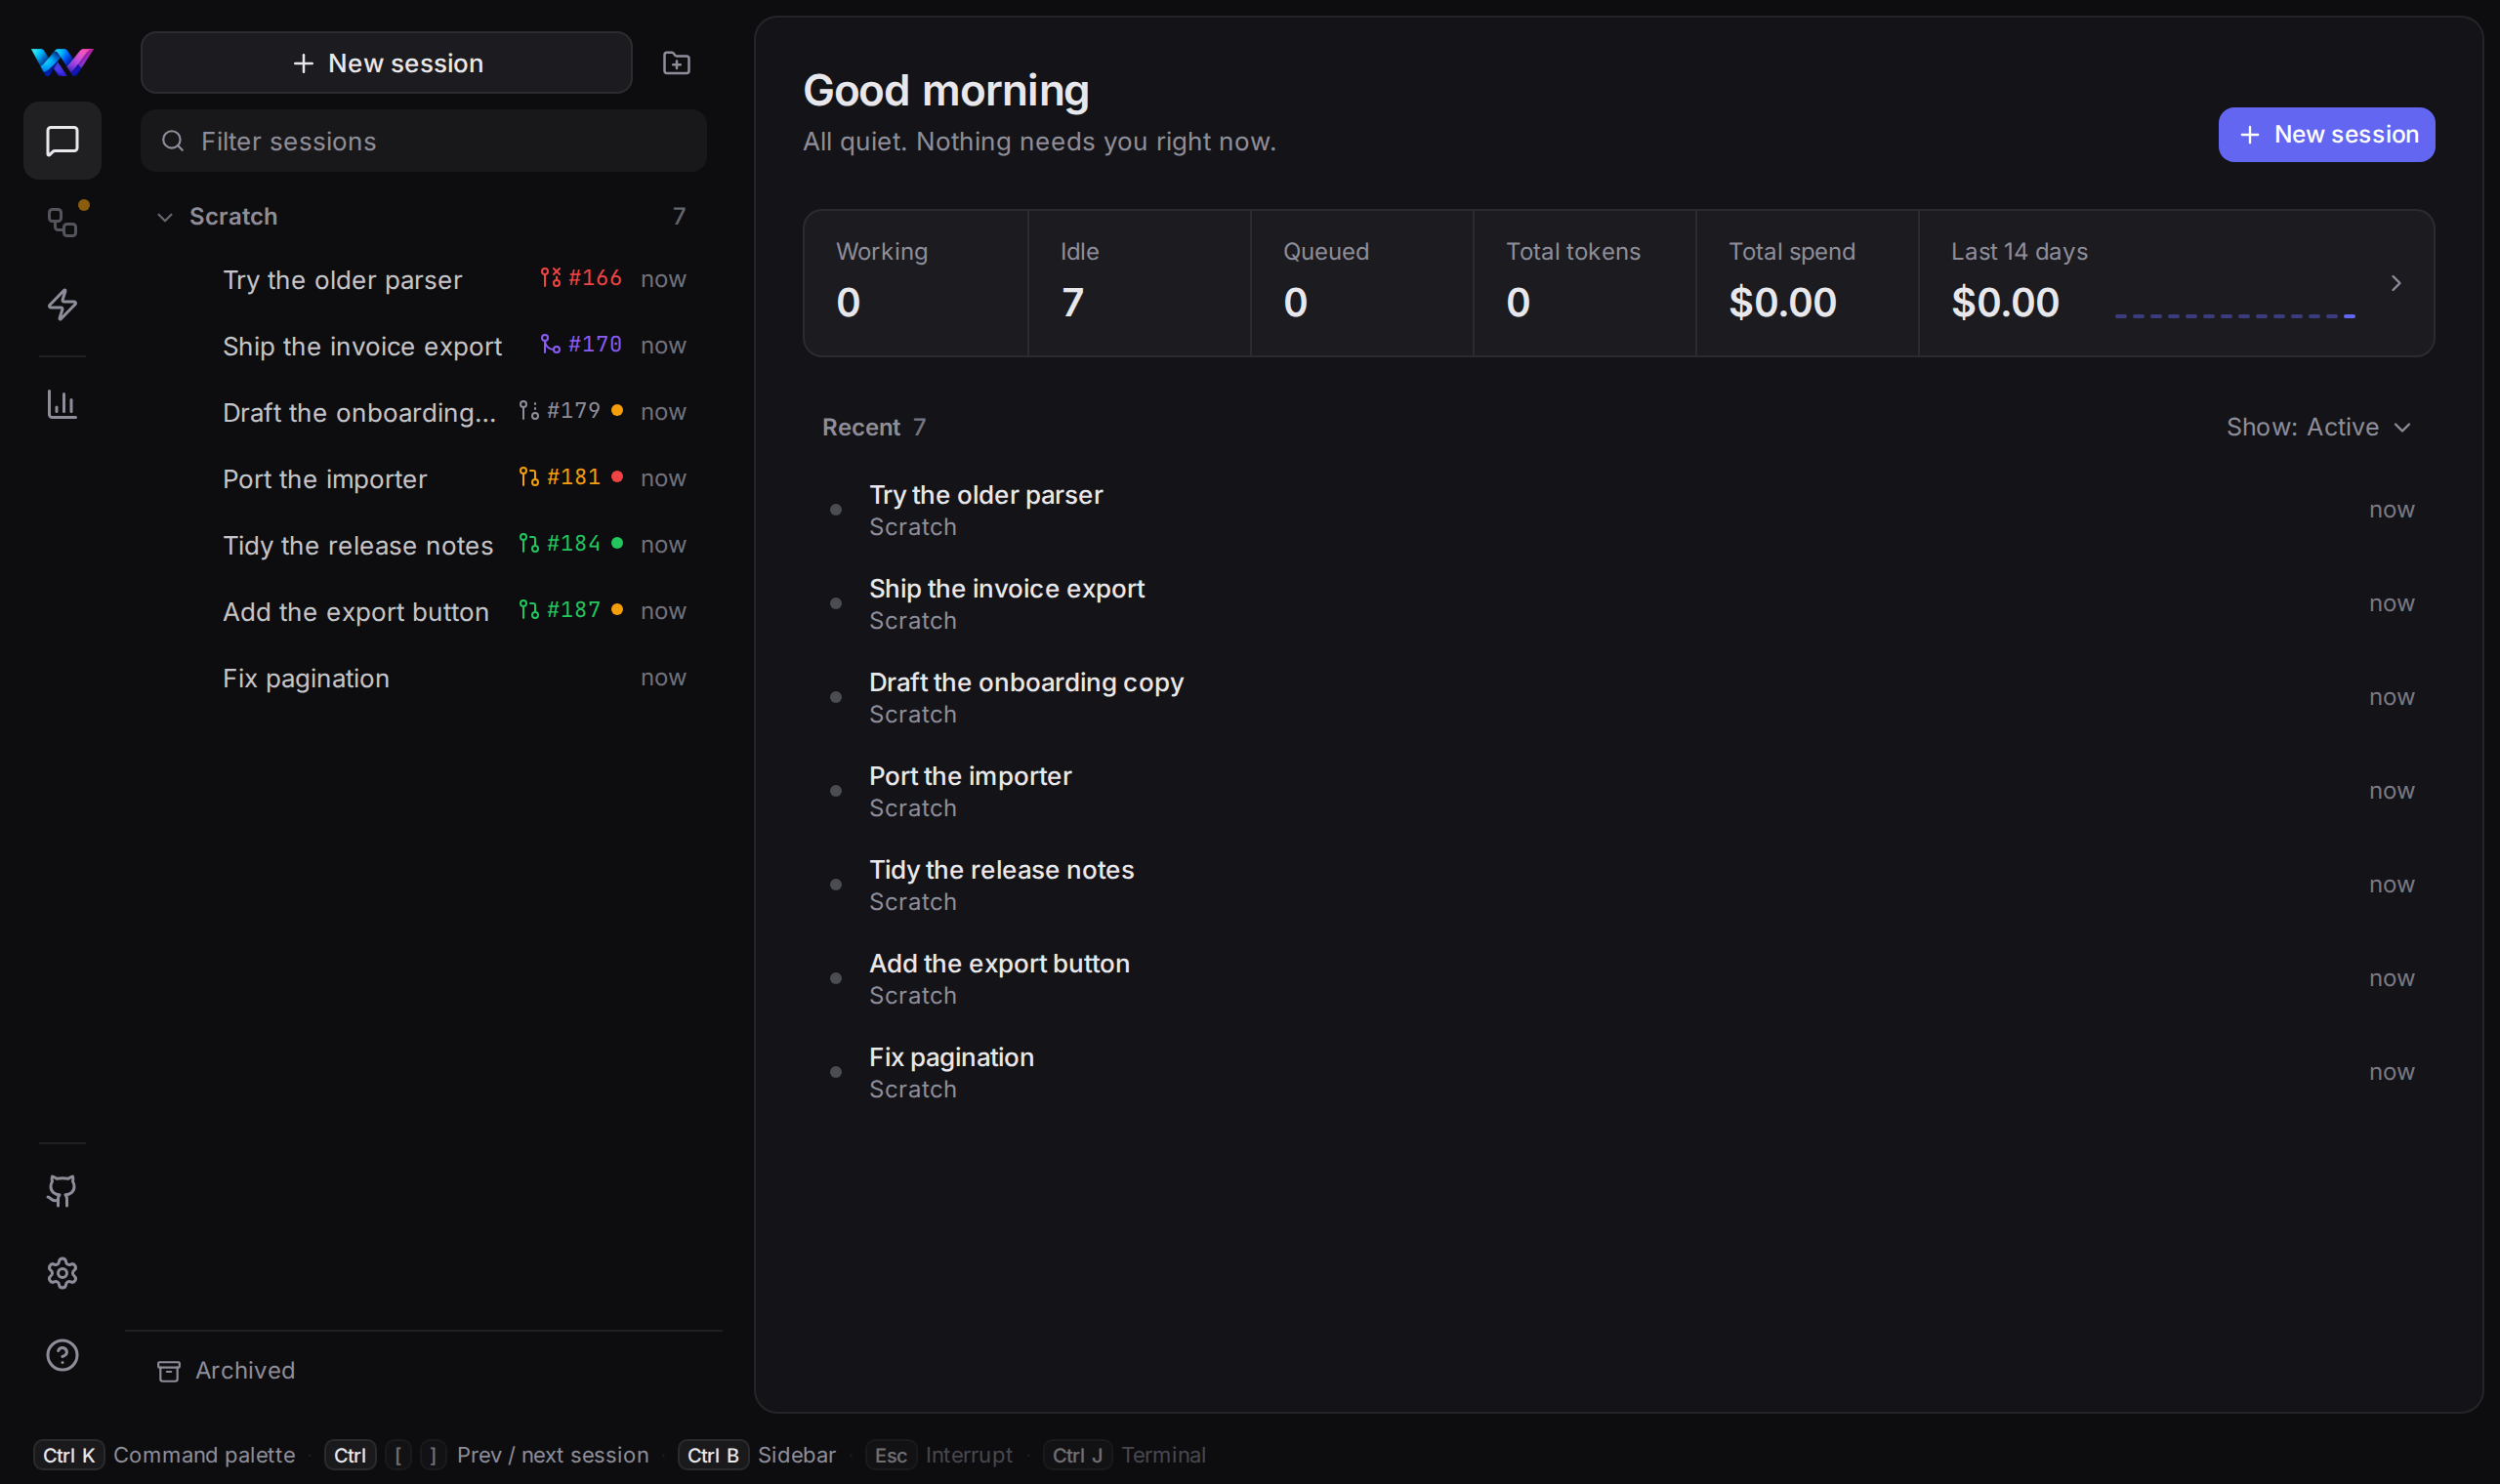 New session
Filter sessions
Scratch 7
Try the older parser #166 now
Ship the invoice export #170 now
Draft the onboarding... #179 now
Port the importer #181 now
Tidy the release notes #184 now
Add the export button #187 now
Fix pagination now
Archived
Good morning
All quiet. Nothing needs you right now.
New session
Working Idle Queued Total tokens Total spend Last 14 days
0 7 0 0 $0.00 $0.00
Recent 7 Show: Active
Try the older parser
Scratch
now
Ship the invoice export
Scratch
now
Draft the onboarding copy
Scratch
now
Port the importer
Scratch
now
Tidy the release notes
Scratch
now
Add the export button
Scratch
now
Fix pagination
Scratch
now
Ctrl K Command palette · Ctrl [ ] Prev / next session · Ctrl B Sidebar · Esc Interrupt · Ctrl J Terminal